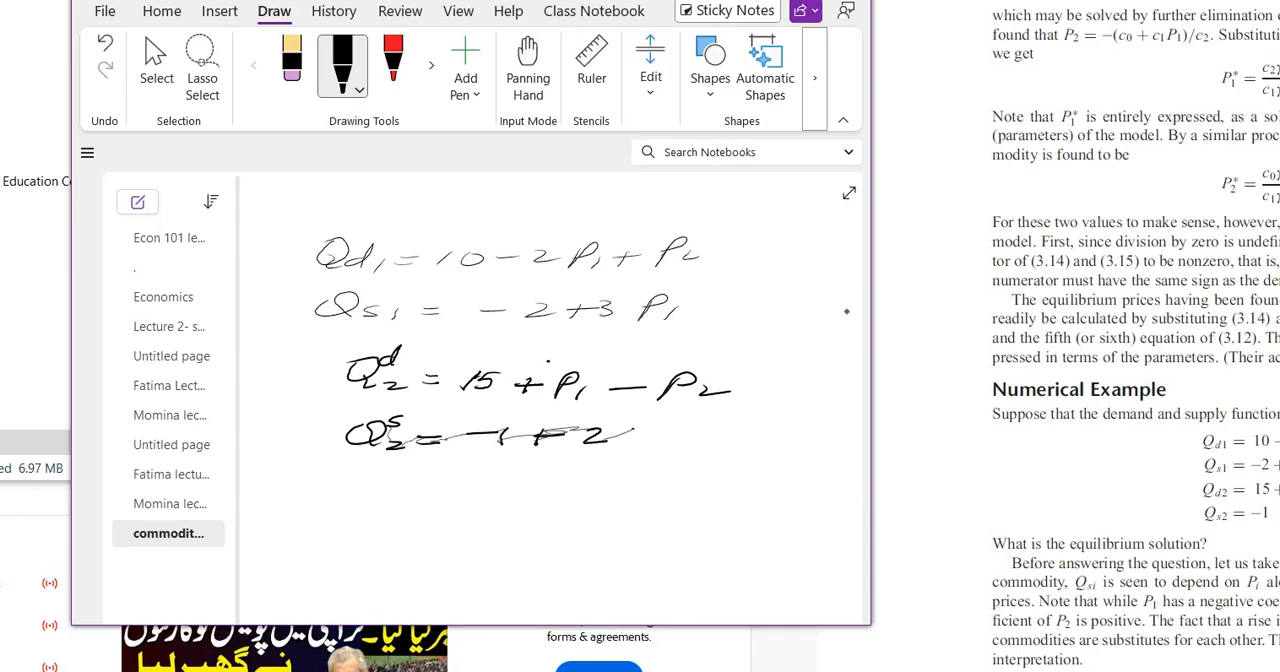 File Home Insert Draw History Review View Help Class Notebook Sticky Notes
Undo
Select
Lasso Select
Add Pen
Panning Hand
Ruler
Edit
Shapes
Automatic Shapes
Selection Drawing Tools Input Mode Stencils Shapes
Search Notebooks
Education C
ed 6.97 MB
Econ 101 le...
.
Economics
Lecture 2- s...
Untitled page
Fatima Lect...
Momina lec...
Untitled page
Fatima lectu...
Momina lec...
commodit...
Qd1 = 10 - 2P1 + P2
Qs1 = - 2 + 3 P1
Q2^d = 15 + P1 - P2
Q2^s = -1 + 2
forms & agreements.
which may be solved by further elimination
found that P2 = −(c0 + c1P1)/c2. Substituti
we get
P1* =
Note that P1* is entirely expressed, as a so
(parameters) of the model. By a similar proc
modity is found to be
P2* =
For these two values to make sense, however,
model. First, since division by zero is undefi
tor of (3.14) and (3.15) to be nonzero, that is,
numerator must have the same sign as the de
The equilibrium prices having been foun
readily be calculated by substituting (3.14)
and the fifth (or sixth) equation of (3.12). Th
pressed in terms of the parameters. (Their ac
Numerical Example
Suppose that the demand and supply function
Qd1 = 10 −
Qs1 = −2 +
Qd2 = 15 +
Qs2 = −1
What is the equilibrium solution?
Before answering the question, let us take
commodity, Qsi is seen to depend on Pi al
prices. Note that while P1 has a negative coe
ficient of P2 is positive. The fact that a rise i
commodities are substitutes for each other. Th
interpretation.